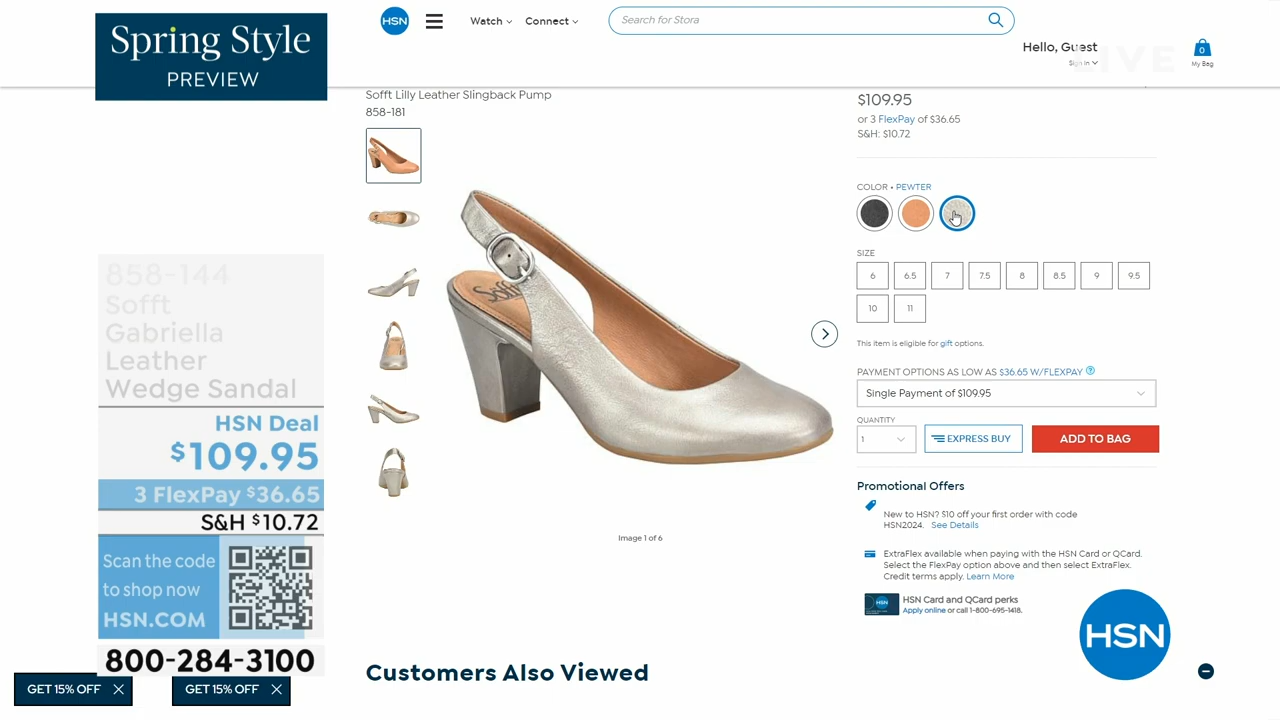 Spring Style
PREVIEW
HSN
Watch
Connect
Search for Stora
Hello, Guest
Sign In
LIVE
0
My Bag
Sofft Lilly Leather Slingback Pump
858-181
$109.95
or 3 FlexPay of $36.65
S&H: $10.72
COLOR • PEWTER
SIZE
6
6.5
7
7.5
8
8.5
9
9.5
10
11
This item is eligible for gift options.
PAYMENT OPTIONS AS LOW AS $36.65 W/FLEXPAY ?
Single Payment of $109.95
QUANTITY
1
EXPRESS BUY
ADD TO BAG
Promotional Offers
New to HSN? $10 off your first order with code
HSN2024. See Details
ExtraFlex available when paying with the HSN Card or QCard.
Select the FlexPay option above and then select ExtraFlex.
Credit terms apply. Learn More
HSN
HSN Card and QCard perks
Apply online or call 1-800-695-1418.
Söfft
Image 1 of 6
858-144
Sofft
Gabriella
Leather
Wedge Sandal
HSN Deal
$109.95
3 FlexPay $36.65
S&H $10.72
Scan the code
to shop now
HSN.COM
800-284-3100
GET 15% OFF
GET 15% OFF
Customers Also Viewed
HSN